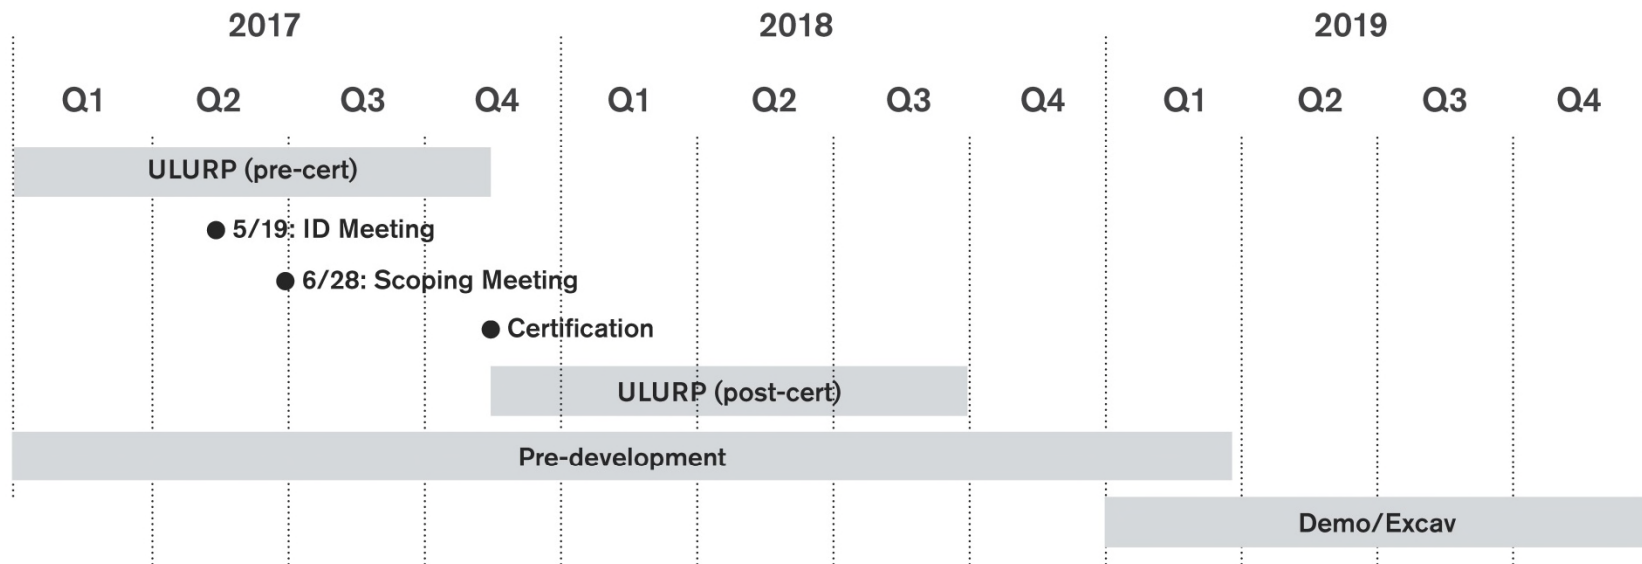 2017 2018 2019
Q1 Q2 Q3 Q4 Q1 Q2 Q3 Q4 Q1 Q2 Q3 Q4
ULURP (pre-cert)
5/19: ID Meeting
6/28: Scoping Meeting
Certification
ULURP (post-cert)
Pre-development
Demo/Excav